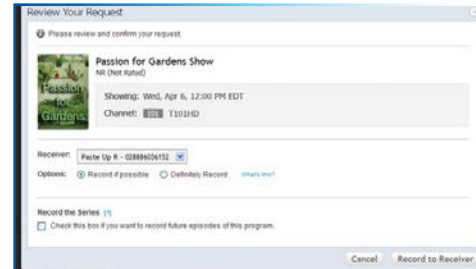 Review Your Request
Please review and confirm your request.
Passion for Gardens Show
NR (Not Rated)
Passion
for
Gardens
Showing: Wed, Apr 6, 12:00 PM EDT
Channel: T101HD
Receiver: Paste Up R - 028886036152
Options: Record if possible Definitely Record What's this?
Record the Series [?]
Check this box if you want to record future episodes of this program.
Cancel Record to Receiver